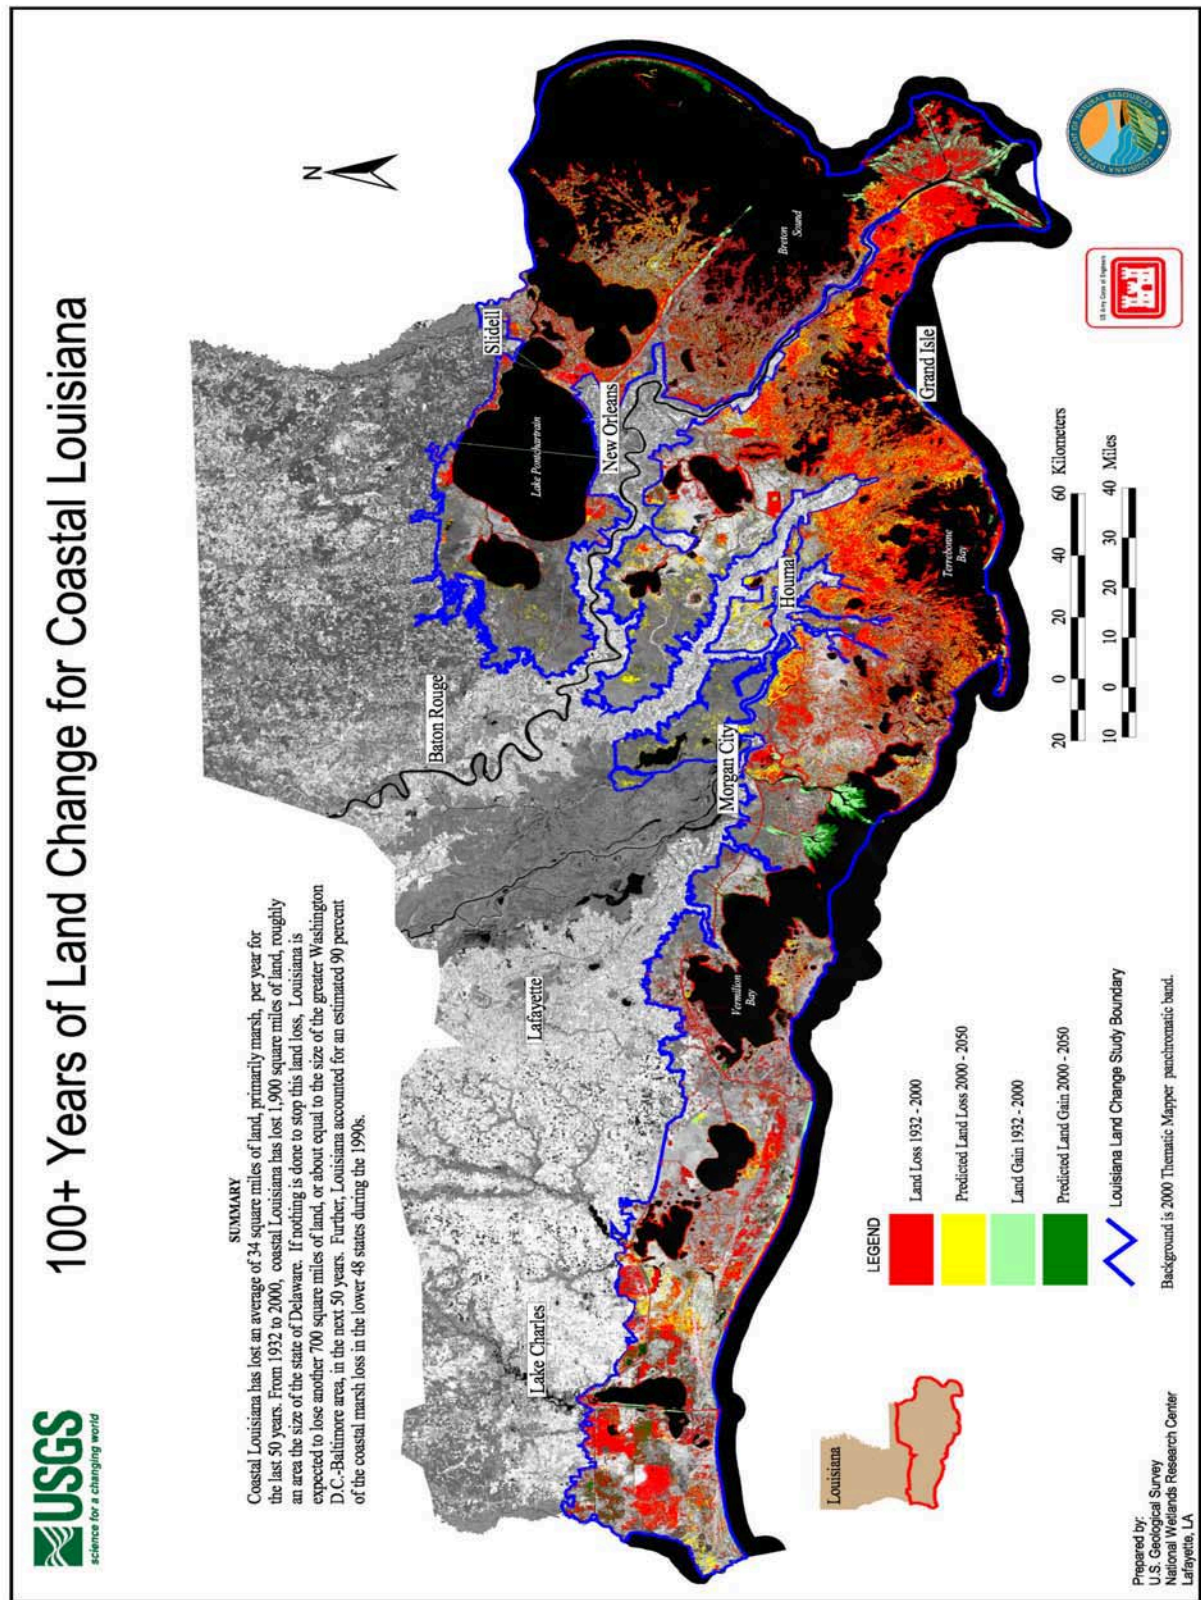 100+ Years of Land Change for Coastal Louisiana
USGS
science for a changing world
SUMMARY
Coastal Louisiana has lost an average of 34 square miles of land, primarily marsh, per year for
the last 50 years. From 1932 to 2000, coastal Louisiana has lost 1,900 square miles of land, roughly
an area the size of the state of Delaware. If nothing is done to stop this land loss, Louisiana is
expected to lose another 700 square miles of land, or about equal to the size of the greater Washington
D.C.-Baltimore area, in the next 50 years. Further, Louisiana accounted for an estimated 90 percent
of the coastal marsh loss in the lower 48 states during the 1990s.
N
Slidell
Baton Rouge
Lake Pontchartrain
New Orleans
Lafayette
Lake Charles
Morgan City
Houma
Breton
Sound
Vermilion
Bay
Terrebonne
Bay
Grand Isle
LEGEND
Land Loss 1932 - 2000
Predicted Land Loss 2000 - 2050
Land Gain 1932 - 2000
Predicted Land Gain 2000 - 2050
Louisiana Land Change Study Boundary
Background is 2000 Thematic Mapper panchromatic band.
20 0 20 40 60 Kilometers
10 0 10 20 30 40 Miles
Louisiana
LOUISIANA DEPARTMENT OF NATURAL RESOURCES
US Army Corps of Engineers
Prepared by:
U.S. Geological Survey
National Wetlands Research Center
Lafayette, LA